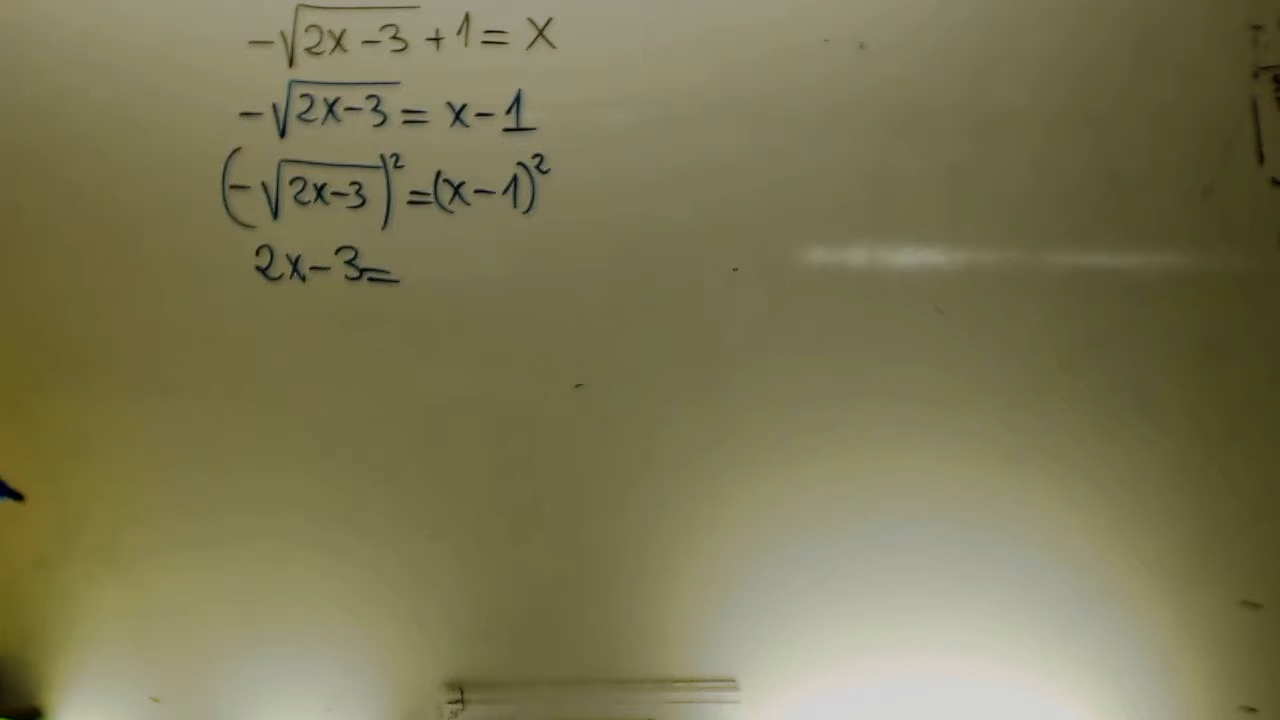 -√(2x-3) + 1 = x
-√(2x-3) = x-1
(-√(2x-3))² = (x-1)²
2x-3=